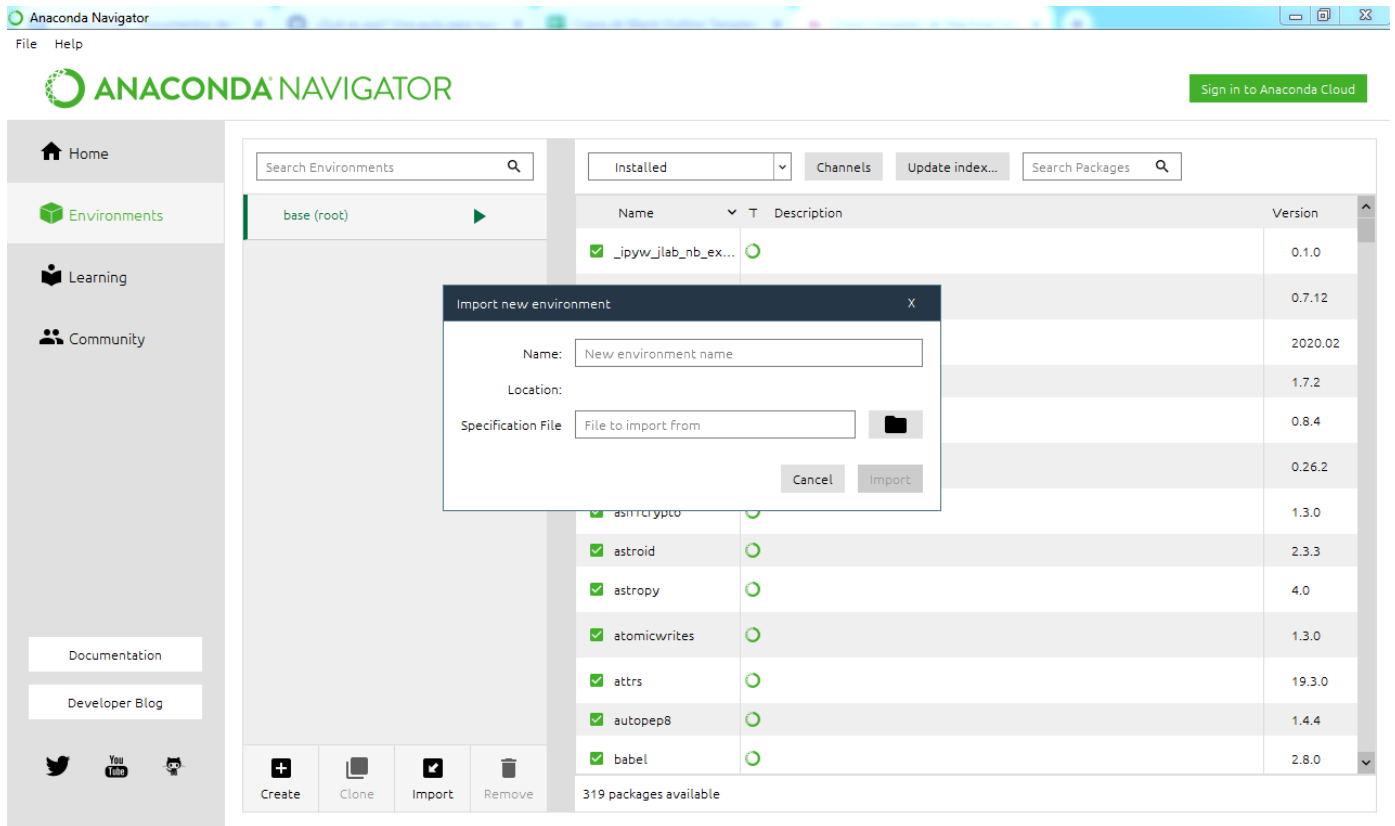 Anaconda Navigator
File Help
ANACONDA NAVIGATOR
Sign in to Anaconda Cloud
Home
Environments
Learning
Community
Documentation
Developer Blog
You
Tube
Search Environments
base (root)
Create Clone Import Remove
Installed Channels Update index... Search Packages
Name T Description Version
_ipyw_jlab_nb_ex... 0.1.0
0.7.12
2020.02
1.7.2
0.8.4
0.26.2
asn1crypto 1.3.0
astroid 2.3.3
astropy 4.0
atomicwrites 1.3.0
attrs 19.3.0
autopep8 1.4.4
babel 2.8.0
319 packages available
Import new environment X
Name: New environment name
Location:
Specification File File to import from
Cancel Import